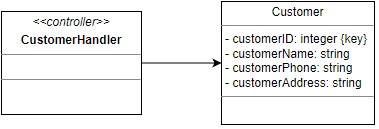 <<controller>>
CustomerHandler
Customer
- customerID: integer {key}
- customerName: string
- customerPhone: string
- customerAddress: string